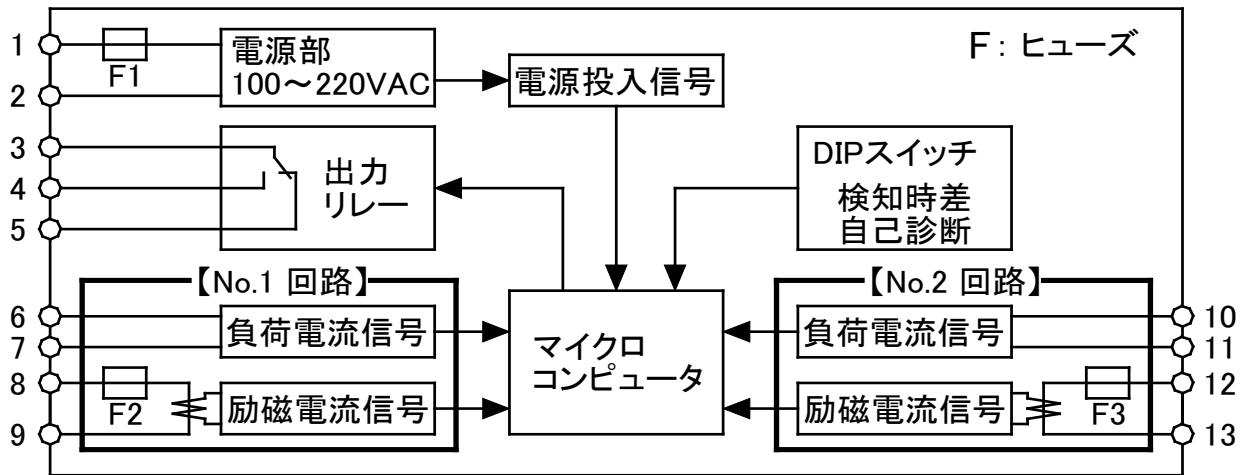 F：ヒューズ
1
2
3
4
5
F1
電源部
100～220VAC
電源投入信号
出力
リレー
DIPスイッチ
検知時差
自己診断
【No.1 回路】
6
7
8
9
負荷電流信号
F2
励磁電流信号
マイクロ
コンピュータ
【No.2 回路】
負荷電流信号
励磁電流信号
F3
10
11
12
13